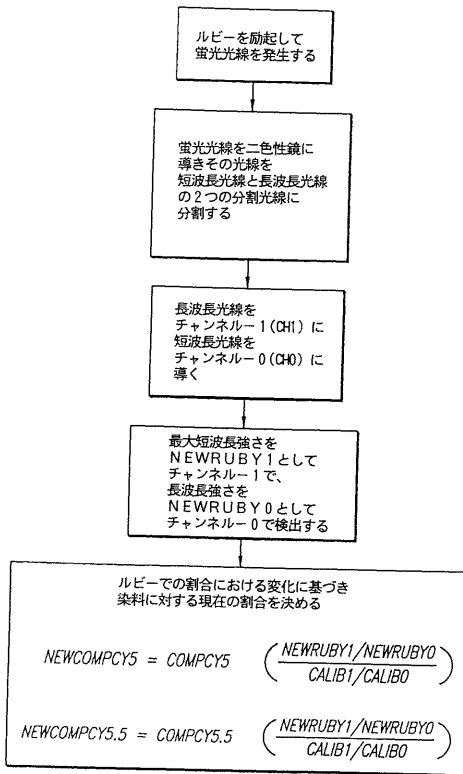 ルビーを励起して
蛍光光線を発生する
蛍光光線を二色性鏡に
導きその光線を
短波長光線と長波長光線
の２つの分割光線に
分割する
長波長光線を
チャンネルー１(CH1)に
短波長光線を
チャンネルー０(CH0)に
導く
最大短波長強さを
ＮＥＷＲＵＢＹ１として
チャンネルー１で、
長波長強さを
ＮＥＷＲＵＢＹ０として
チャンネルー０で検出する
ルビーでの割合における変化に基づき
染料に対する現在の割合を決める
NEWCOMPCY5 = COMPCY5 (NEWRUBY1/NEWRUBY0
CALIB1/CALIB0)
NEWCOMPCY5.5 = COMPCY5.5 (NEWRUBY1/NEWRUBY0
CALIB1/CALIB0)